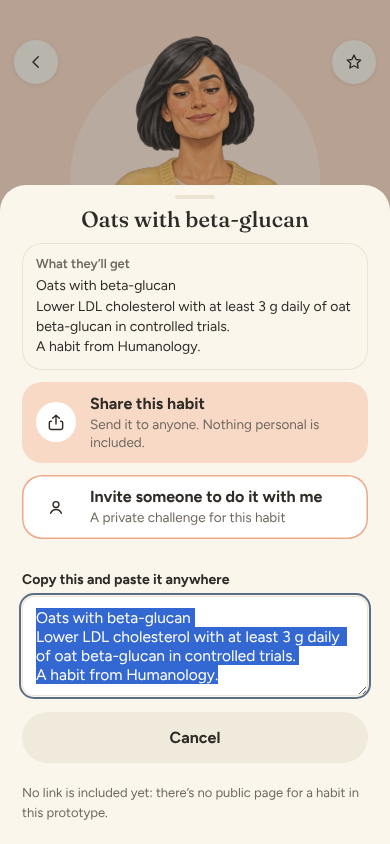 Oats with beta-glucan
What they'll get
Oats with beta-glucan
Lower LDL cholesterol with at least 3 g daily of oat
beta-glucan in controlled trials.
A habit from Humanology.
Share this habit
Send it to anyone. Nothing personal is
included.
Invite someone to do it with me
A private challenge for this habit
Copy this and paste it anywhere
Oats with beta-glucan
Lower LDL cholesterol with at least 3 g daily
of oat beta-glucan in controlled trials.
A habit from Humanology.
Cancel
No link is included yet: there's no public page for a habit in
this prototype.